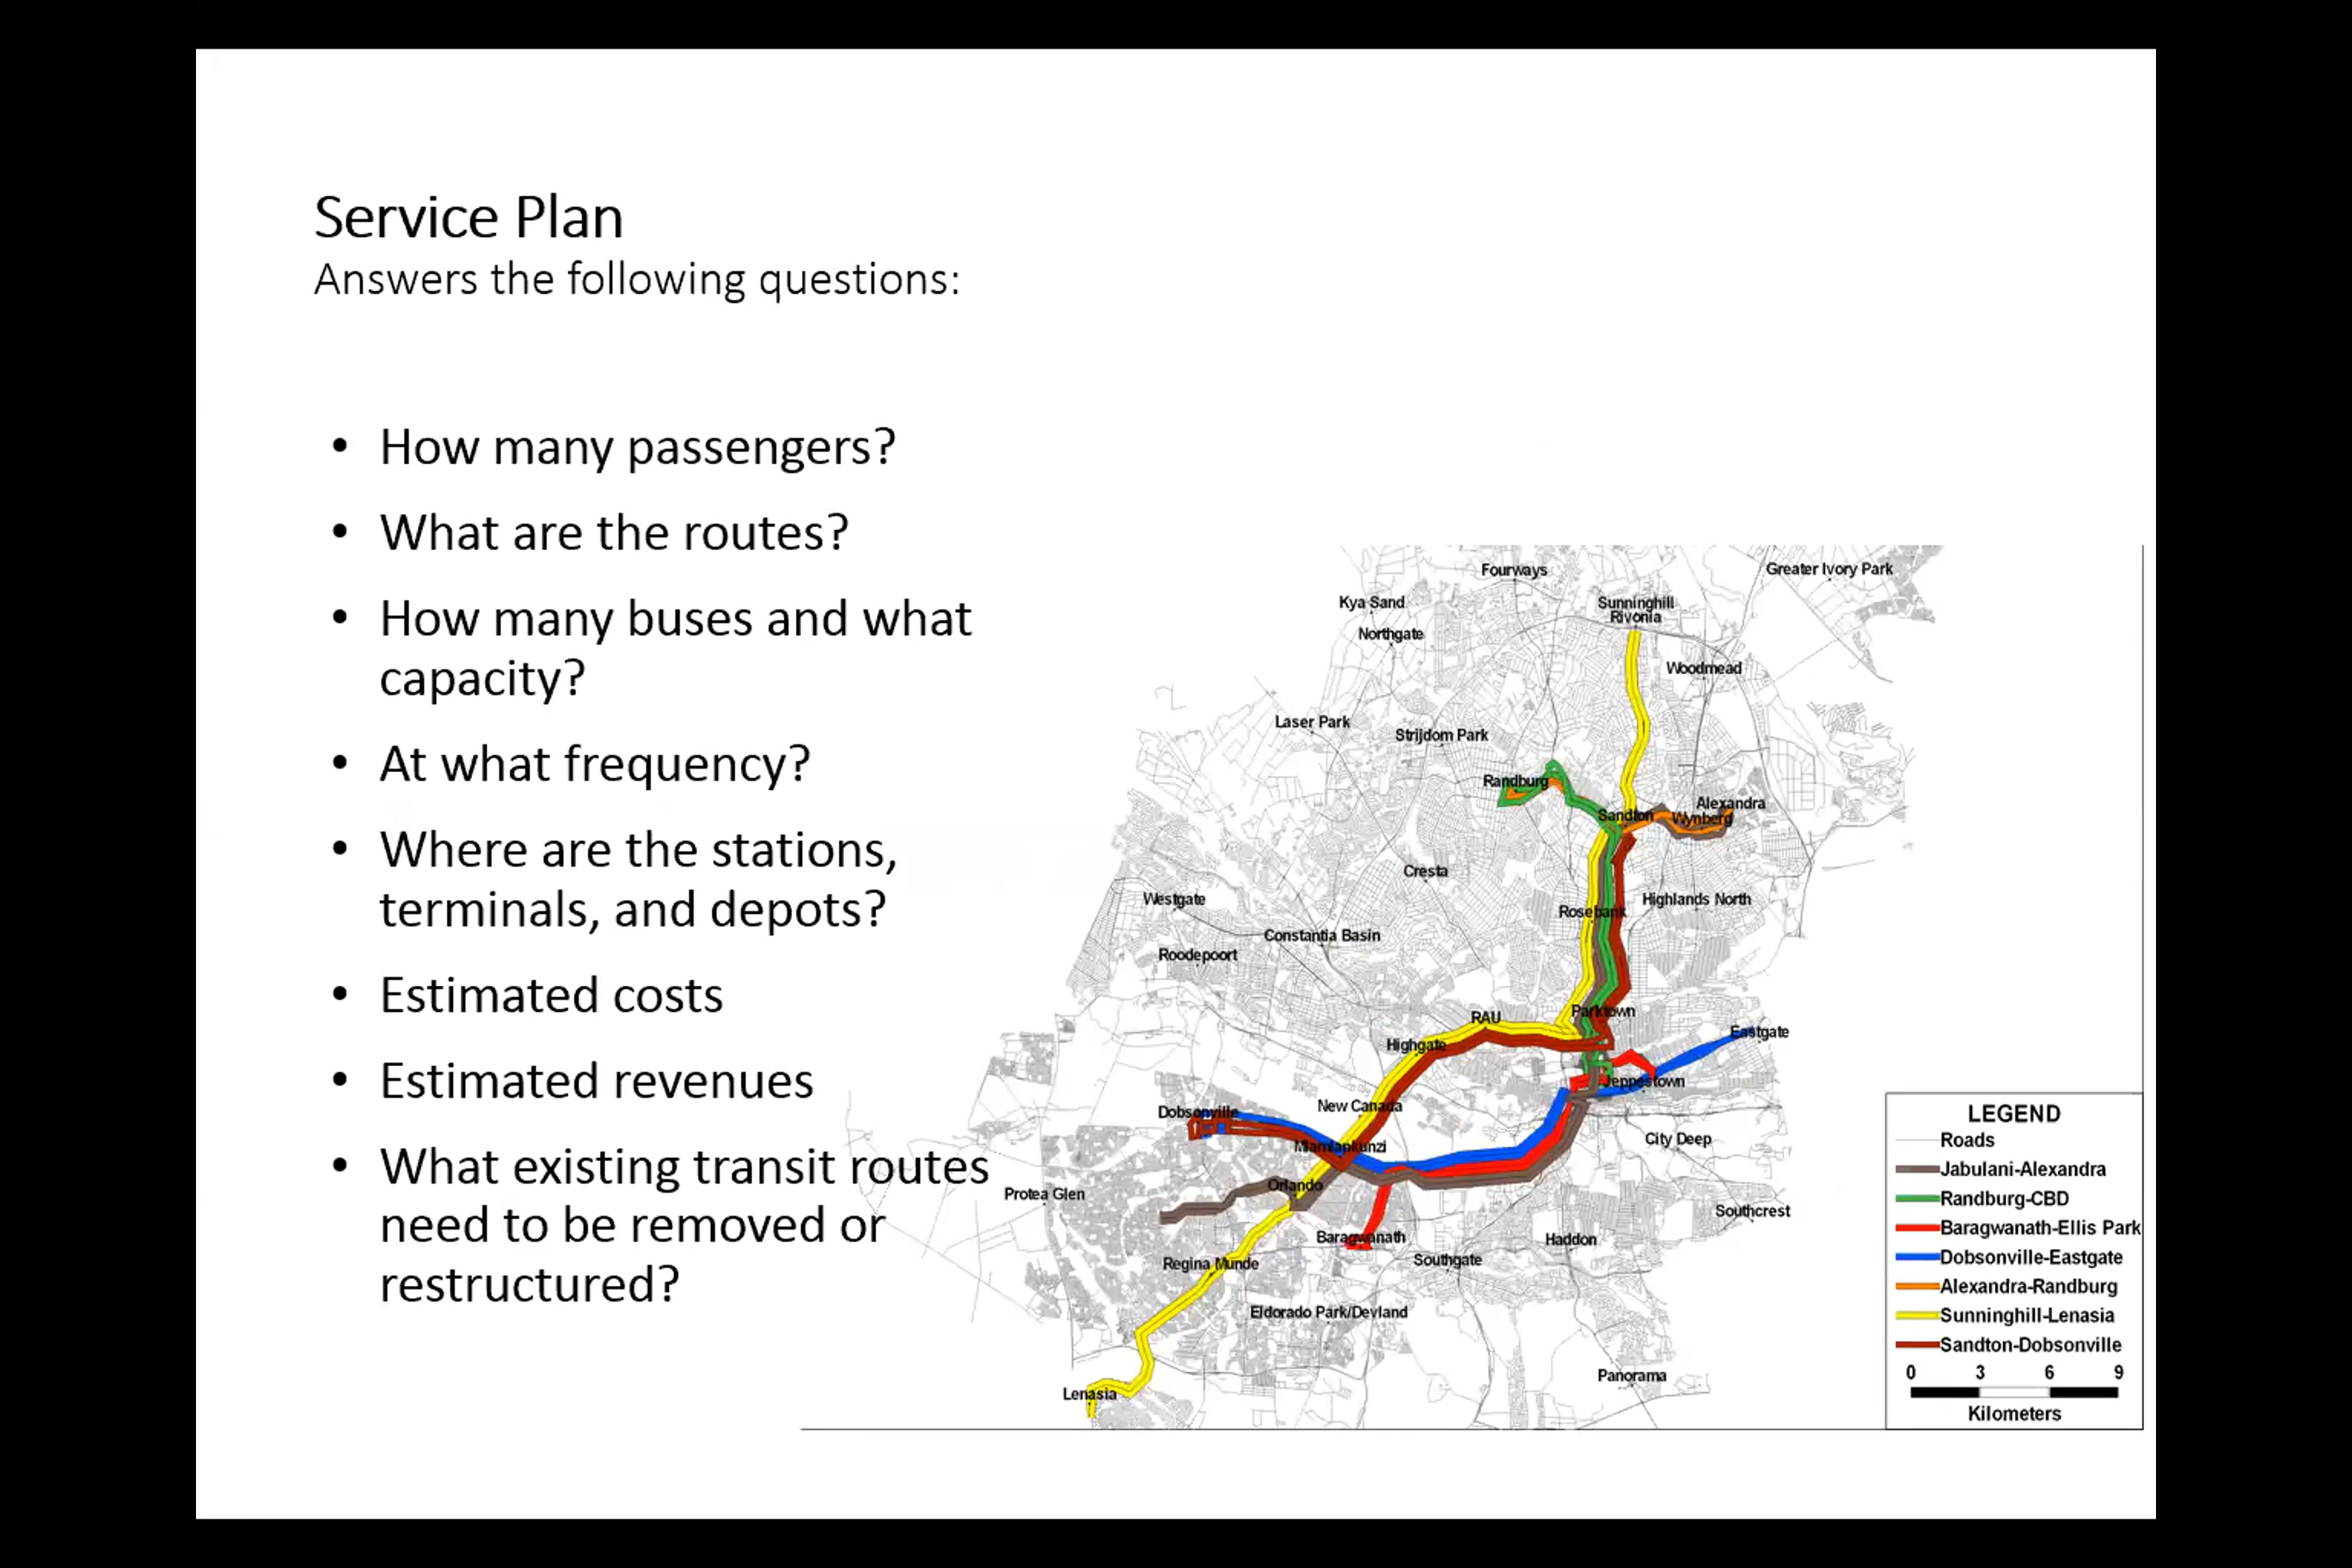 Service Plan
Answers the following questions:
• How many passengers?
• What are the routes?
• How many buses and what
capacity?
• At what frequency?
• Where are the stations,
terminals, and depots?
• Estimated costs
• Estimated revenues
• What existing transit routes
need to be removed or
restructured?
Fourways
Greater Ivory Park
Kya Sand
Sunninghill
Rivonia
Northgate
Woodmead
Laser Park
Strijdom Park
Randburg
Alexandra
Sandton
Wynberg
Cresta
Westgate
Highlands North
Rosebank
Constantia Basin
Roodepoort
Parktown
RAU
Eastgate
Highgate
Jeppestown
New Canada
Dobsonville
City Deep
Mlamlankunzi
Orlando
Protea Glen
Southcrest
Baragwanath
Haddon
Southgate
Regina Munde
Eldorado Park/Devland
Panorama
Lenasia
LEGEND
Roads
Jabulani-Alexandra
Randburg-CBD
Baragwanath-Ellis Park
Dobsonville-Eastgate
Alexandra-Randburg
Sunninghill-Lenasia
Sandton-Dobsonville
0 3 6 9
Kilometers